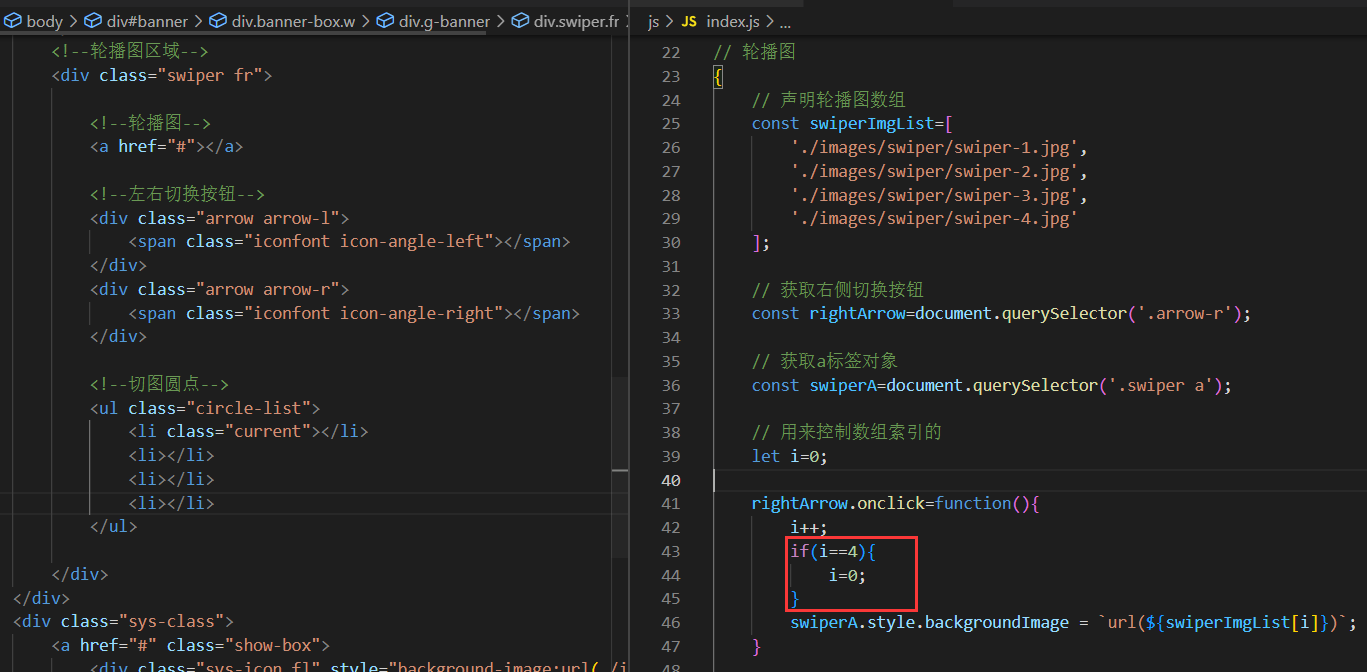 body > div#banner > div.banner-box.w > div.g-banner > div.swiper.fr
<!--轮播图区域-->
<div class="swiper fr">
<!--轮播图-->
<a href="#"></a>
<!--左右切换按钮-->
<div class="arrow arrow-l">
<span class="iconfont icon-angle-left"></span>
</div>
<div class="arrow arrow-r">
<span class="iconfont icon-angle-right"></span>
</div>
<!--切图圆点-->
<ul class="circle-list">
<li class="current"></li>
<li></li>
<li></li>
<li></li>
</ul>
</div>
</div>
<div class="sys-class">
<a href="#" class="show-box">
<div class="sys-icon fl" style="background-image:url(./i
js > JS index.js > ...
22 // 轮播图
23 {
24 // 声明轮播图数组
25 const swiperImgList=[
26 './images/swiper/swiper-1.jpg',
27 './images/swiper/swiper-2.jpg',
28 './images/swiper/swiper-3.jpg',
29 './images/swiper/swiper-4.jpg'
30 ];
31
32 // 获取右侧切换按钮
33 const rightArrow=document.querySelector('.arrow-r');
34
35 // 获取a标签对象
36 const swiperA=document.querySelector('.swiper a');
37
38 // 用来控制数组索引的
39 let i=0;
40
41 rightArrow.onclick=function(){
42 i++;
43 if(i==4){
44 i=0;
45 }
46 swiperA.style.backgroundImage = `url(${swiperImgList[i]})`;
47 }
48